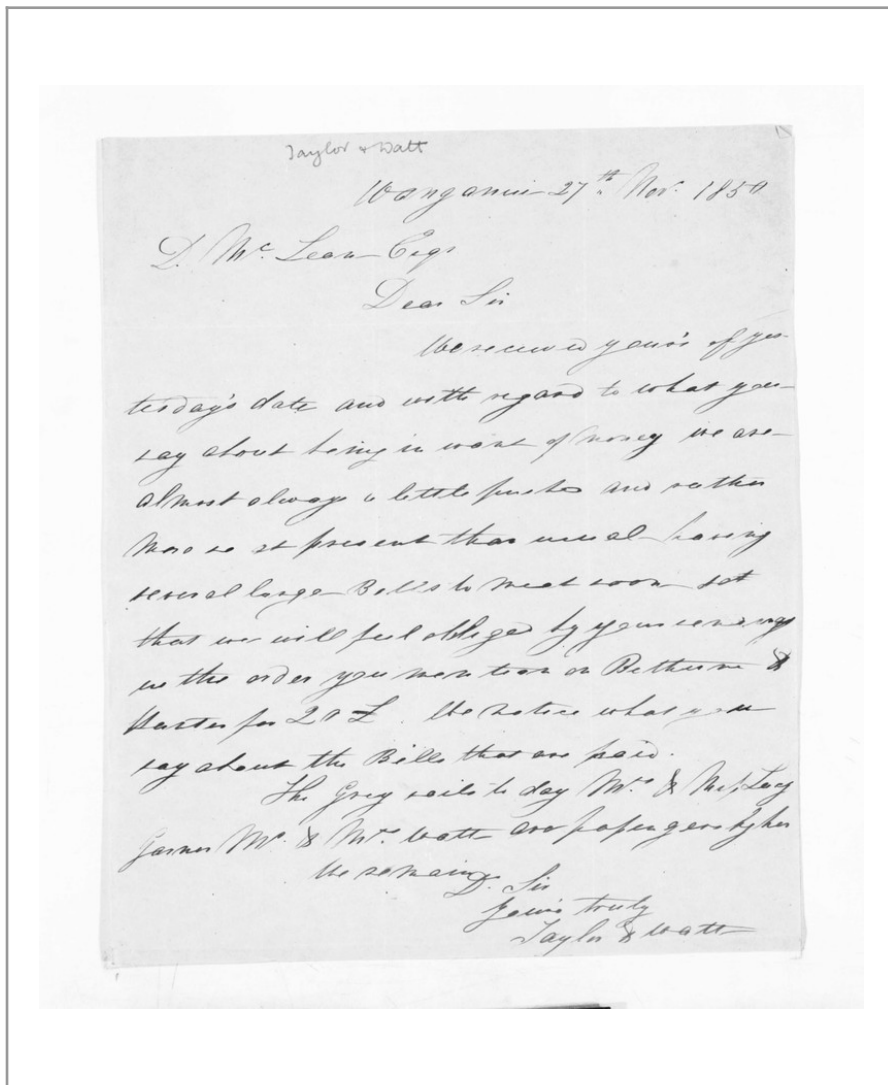 Taylor & Watt
Wanganui 27th Nov. 1850
D. Mc. Lean Esqr
Dear Sir
We received your's of yes-
terday's date and with regard to what you
say about being in want of money we are
almost always a little pushed and rather
more so at present than usual having
several large Bills to meet soon
that we will feel obliged by your sending
us the order you mention on Bethune &
Hunter for 20 £. We notice what you
say about the Bills that are paid.
The Grey sails to day Mrs. & Miss Lucy
Mr. & Mrs. Watt are passengers by her
We remain
D. Sir
Yours truly
Taylor & Watt